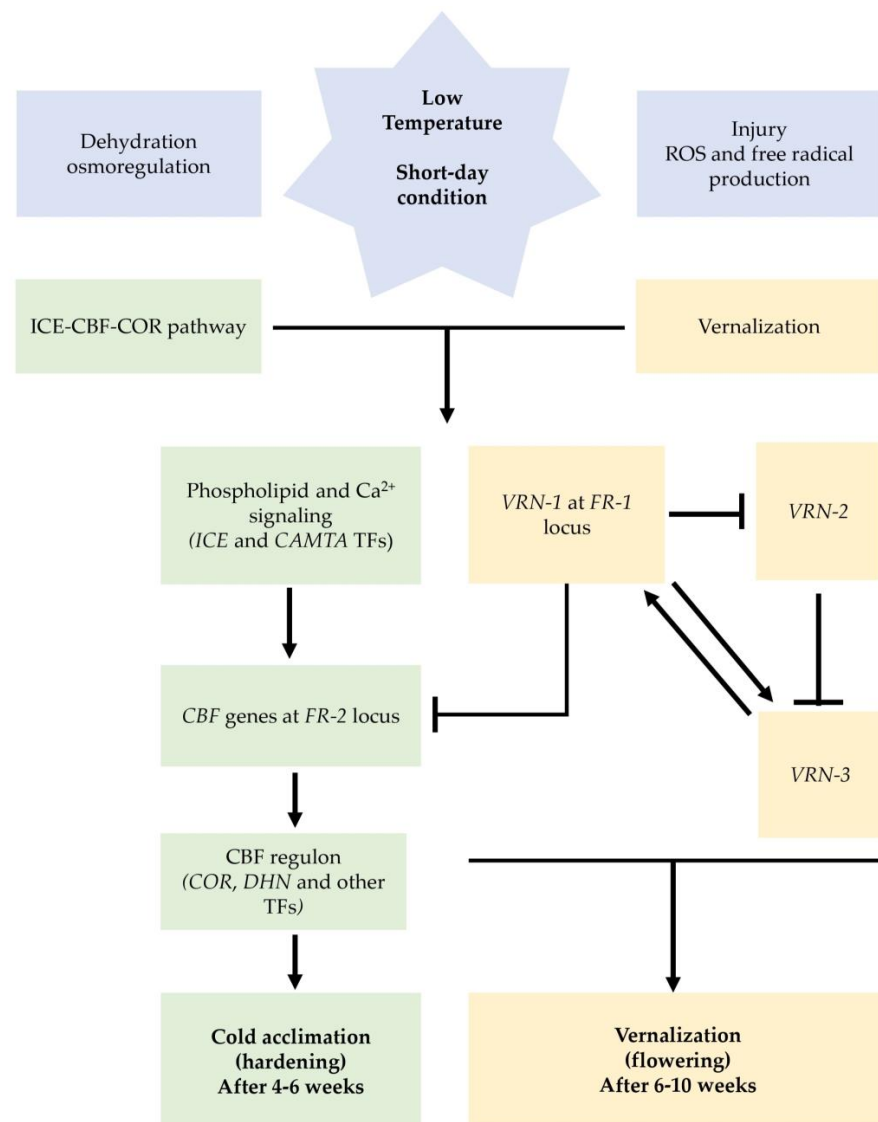 Low
Temperature
Short-day
condition
Dehydration
osmoregulation
Injury
ROS and free radical
production
ICE-CBF-COR pathway
Vernalization
Phospholipid and Ca²⁺
signaling
(ICE and CAMTA TFs)
VRN-1 at FR-1
locus
VRN-2
CBF genes at FR-2 locus
VRN-3
CBF regulon
(COR, DHN and other
TFs)
Cold acclimation
(hardening)
After 4-6 weeks
Vernalization
(flowering)
After 6-10 weeks